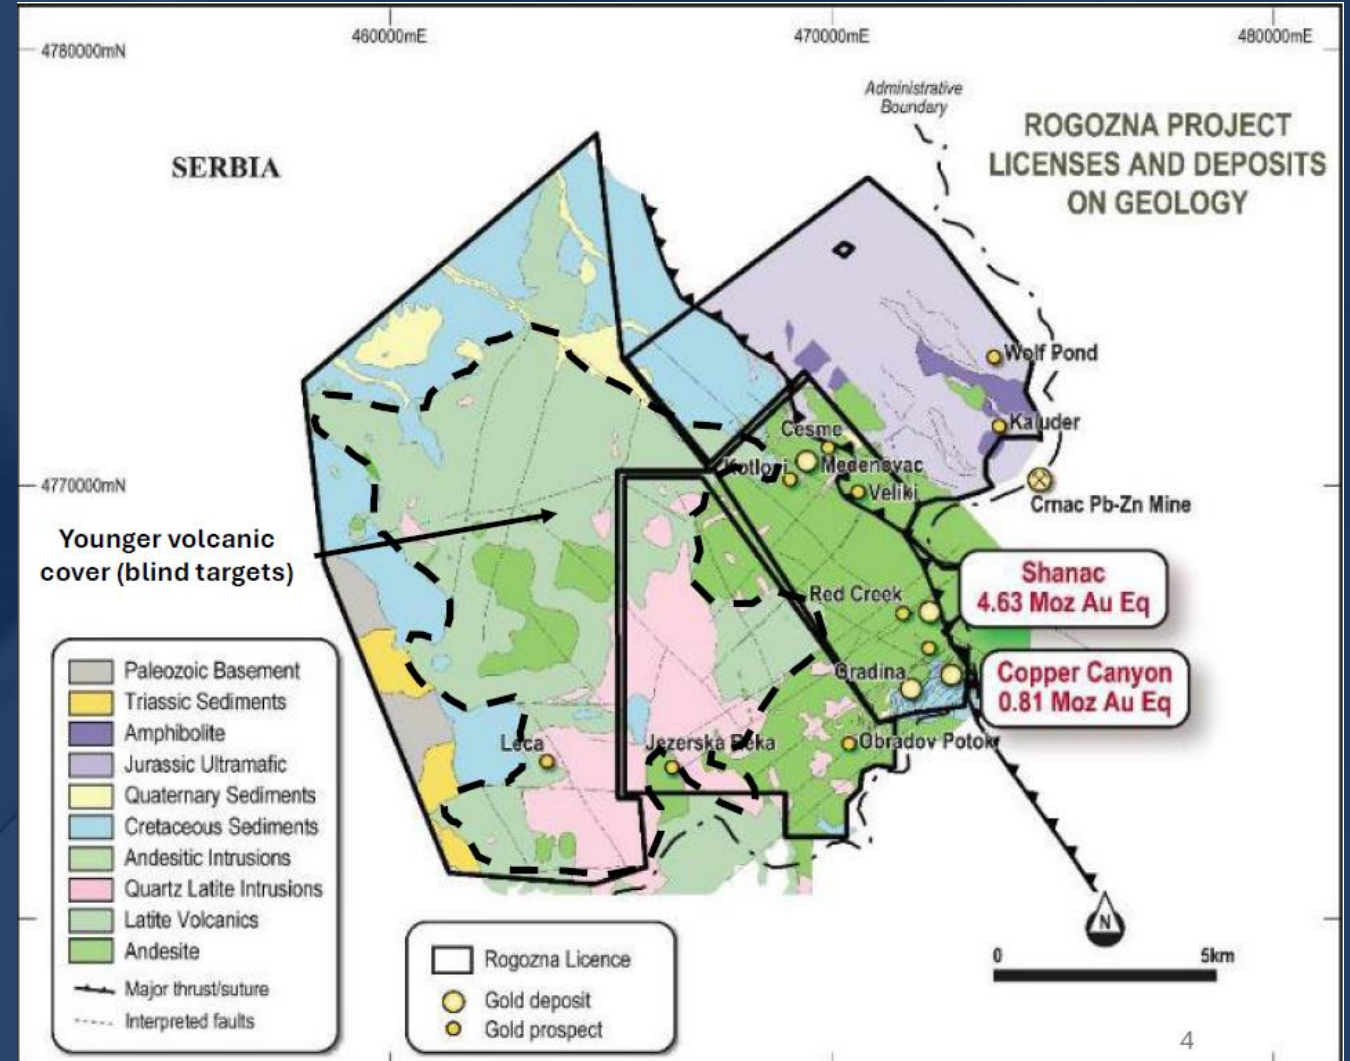 460000mE
470000mE
480000mE
4780000mN
Administrative
Boundary
ROGOZNA PROJECT
LICENSES AND DEPOSITS
ON GEOLOGY
SERBIA
Wolf Pond
Kaluder
Cesme
Kotlovi
Medenovac
Veliki
4770000mN
Crnac Pb-Zn Mine
Younger volcanic
cover (blind targets)
Shanac
4.63 Moz Au Eq
Red Creek
Copper Canyon
0.81 Moz Au Eq
Gradina
Leca
Jezerska Reka
Obradov Potok
Paleozoic Basement
Triassic Sediments
Amphibolite
Jurassic Ultramafic
Quaternary Sediments
Cretaceous Sediments
Andesitic Intrusions
Quartz Latite Intrusions
Latite Volcanics
Andesite
Major thrust/suture
Interpreted faults
Rogozna Licence
Gold deposit
Gold prospect
N
0
5km
4